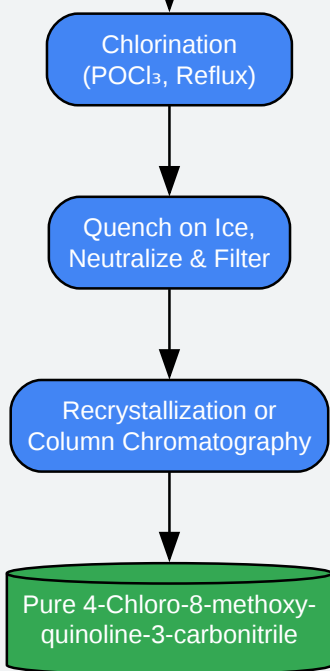 Chlorination
(POCl₃, Reflux)
Quench on Ice,
Neutralize & Filter
Recrystallization or
Column Chromatography
Pure 4-Chloro-8-methoxy-
quinoline-3-carbonitrile